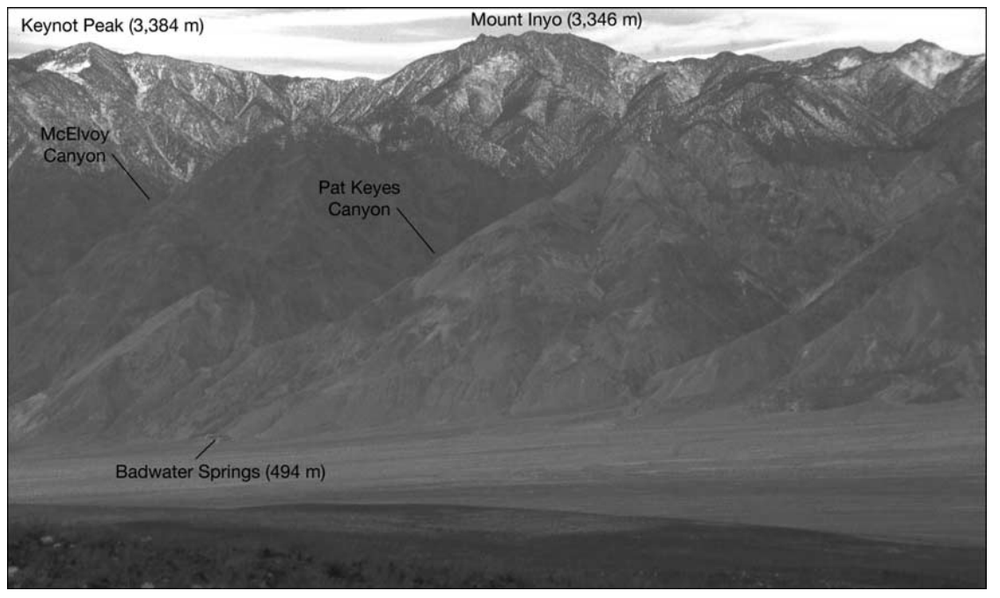 Keynot Peak (3,384 m)
Mount Inyo (3,346 m)
McElvoy
Canyon
Pat Keyes
Canyon
Badwater Springs (494 m)